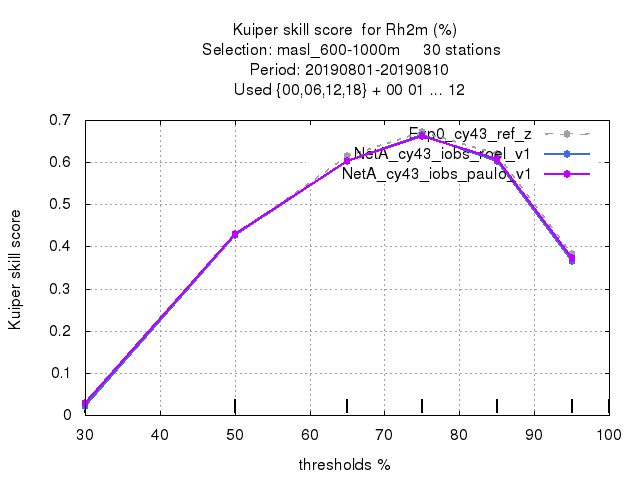 Kuiper skill score  for Rh2m (%)
Selection: masl_600-1000m     30 stations
Period: 20190801-20190810
Used {00,06,12,18} + 00 01 ... 12
Exp0_cy43_ref_z
NetA_cy43_iobs_roel_v1
NetA_cy43_iobs_paulo_v1
Kuiper skill score
0.7
0.6
0.5
0.4
0.3
0.2
0.1
0
30 40 50 60 70 80 90 100
thresholds %